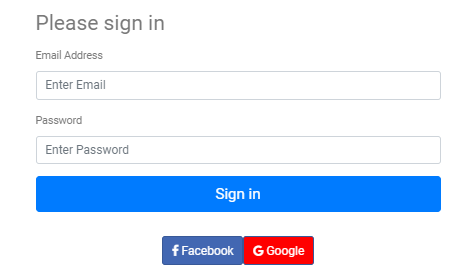 Please sign in
Email Address
Enter Email
Password
Enter Password
Sign in
Facebook Google